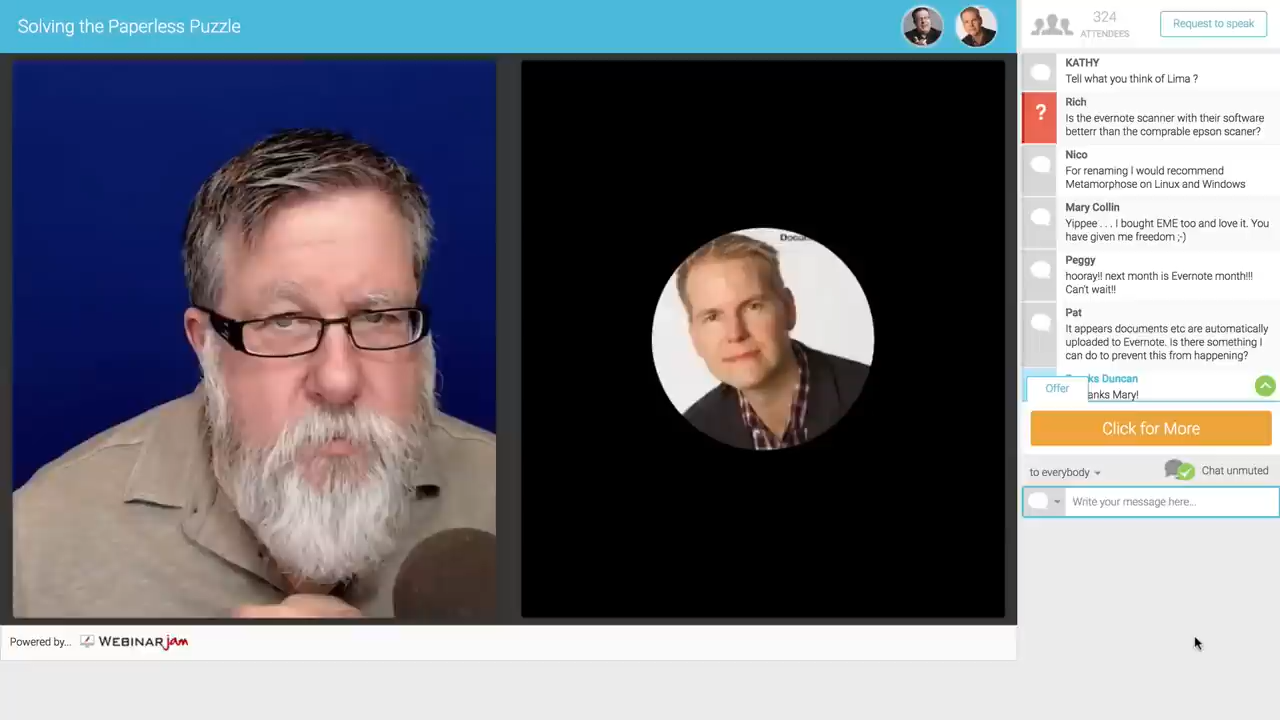 Solving the Paperless Puzzle
324
ATTENDEES
Request to speak
KATHY
Tell what you think of Lima ?
?
Rich
Is the evernote scanner with their software
betterr than the comprable epson scaner?
Nico
For renaming I would recommend
Metamorphose on Linux and Windows
Mary Collin
Yippee . . . I bought EME too and love it. You
have given me freedom ;-)
Peggy
hooray!! next month is Evernote month!!!
Can't wait!!
Pat
It appears documents etc are automatically
uploaded to Evernote. Is there something I
can do to prevent this from happening?
Duncan
Mary!
Offer
Click for More
to everybody
Chat unmuted
Write your message here...
Powered by...
WEBINARjam